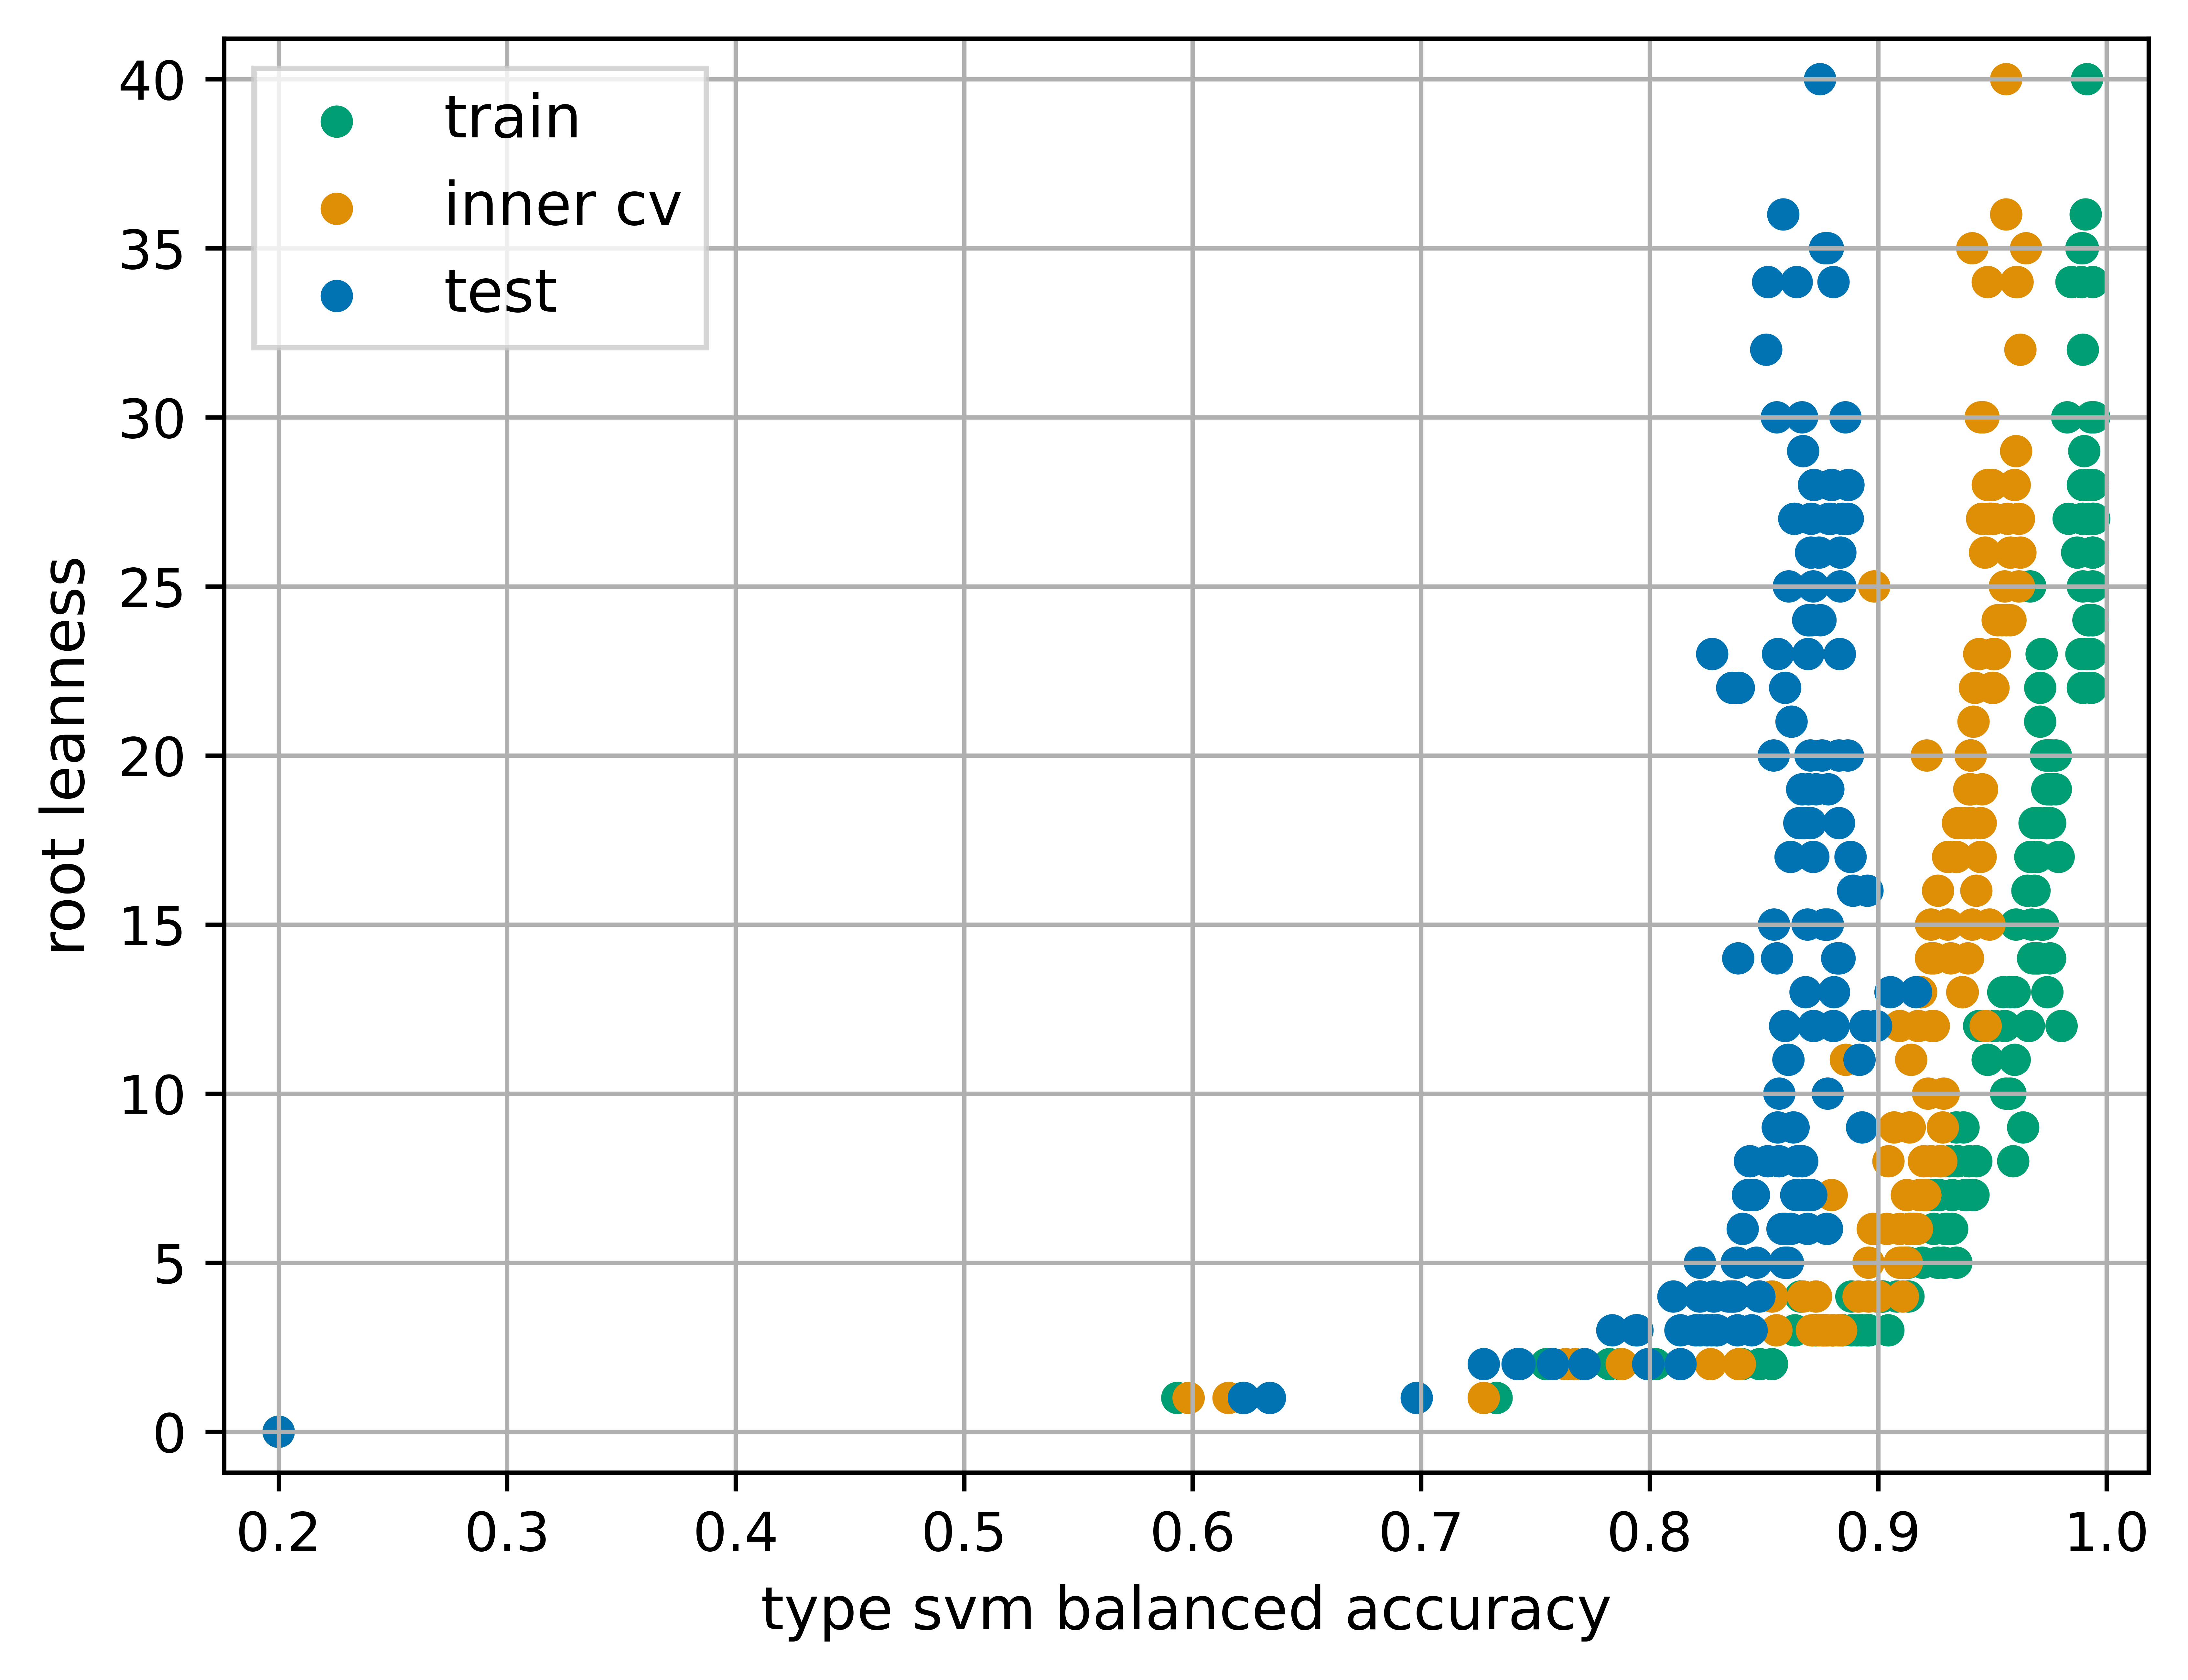 40
35
30
25
20
15
10
5
0
root leanness
train
inner cv
test
0.2 0.3 0.4 0.5 0.6 0.7 0.8 0.9 1.0
type svm balanced accuracy